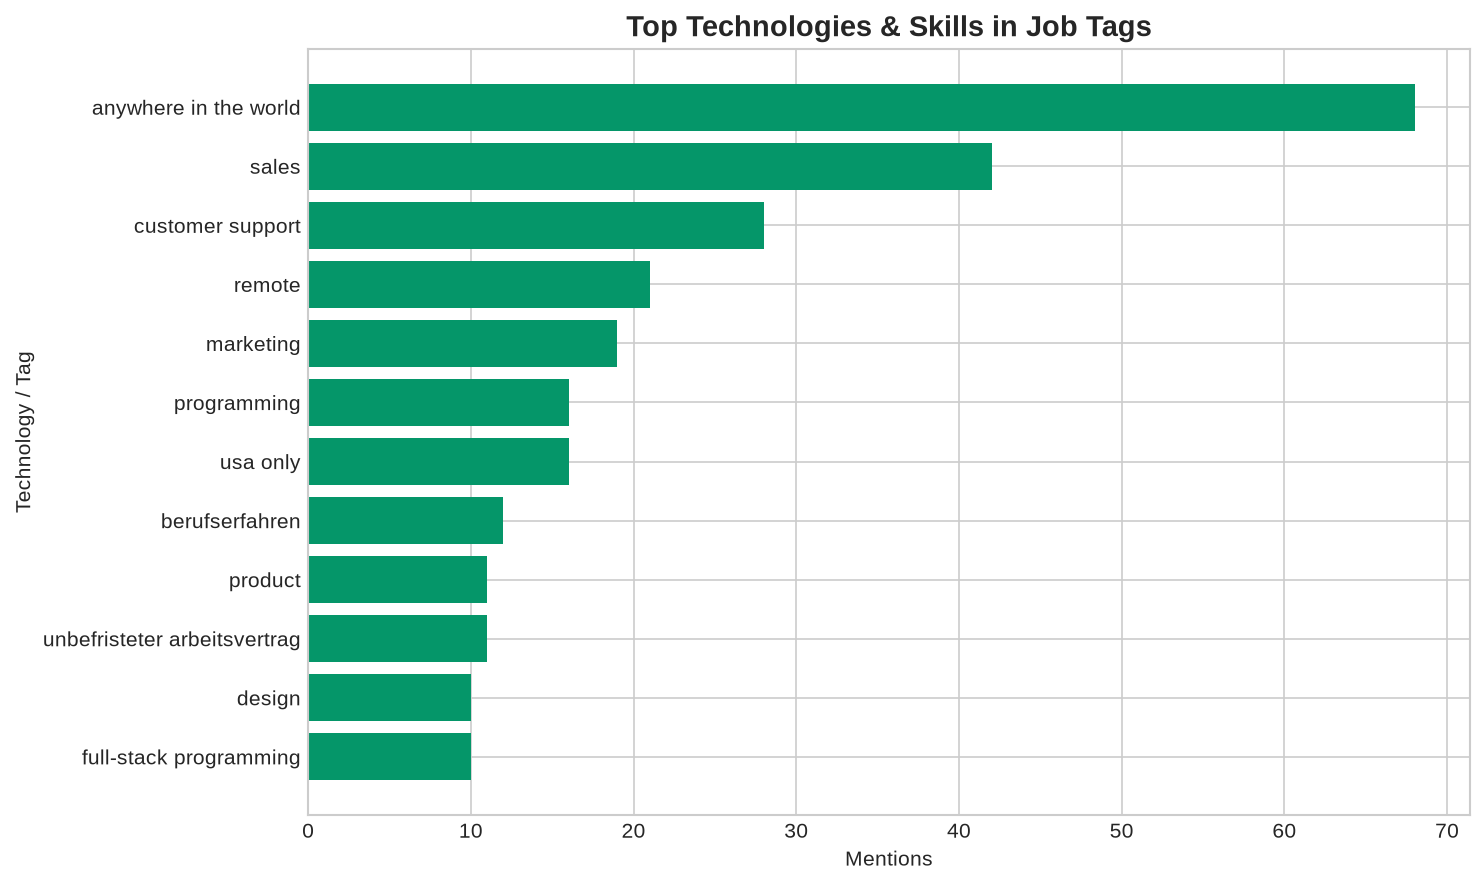 Top Technologies & Skills in Job Tags
Technology / Tag
anywhere in the world
sales
customer support
remote
marketing
programming
usa only
berufserfahren
product
unbefristeter arbeitsvertrag
design
full-stack programming
0 10 20 30 40 50 60 70
Mentions